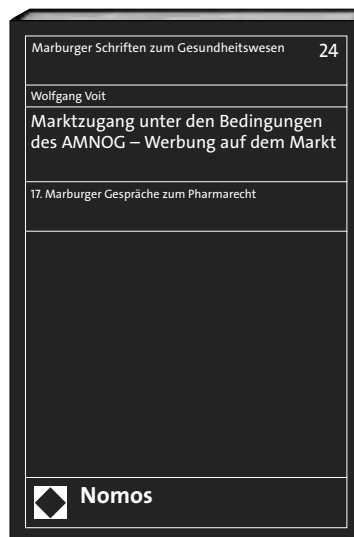 Marburger Schriften zum Gesundheitswesen 24
Wolfgang Voit
Marktzugang unter den Bedingungen
des AMNOG – Werbung auf dem Markt
17. Marburger Gespräche zum Pharmarecht
Nomos